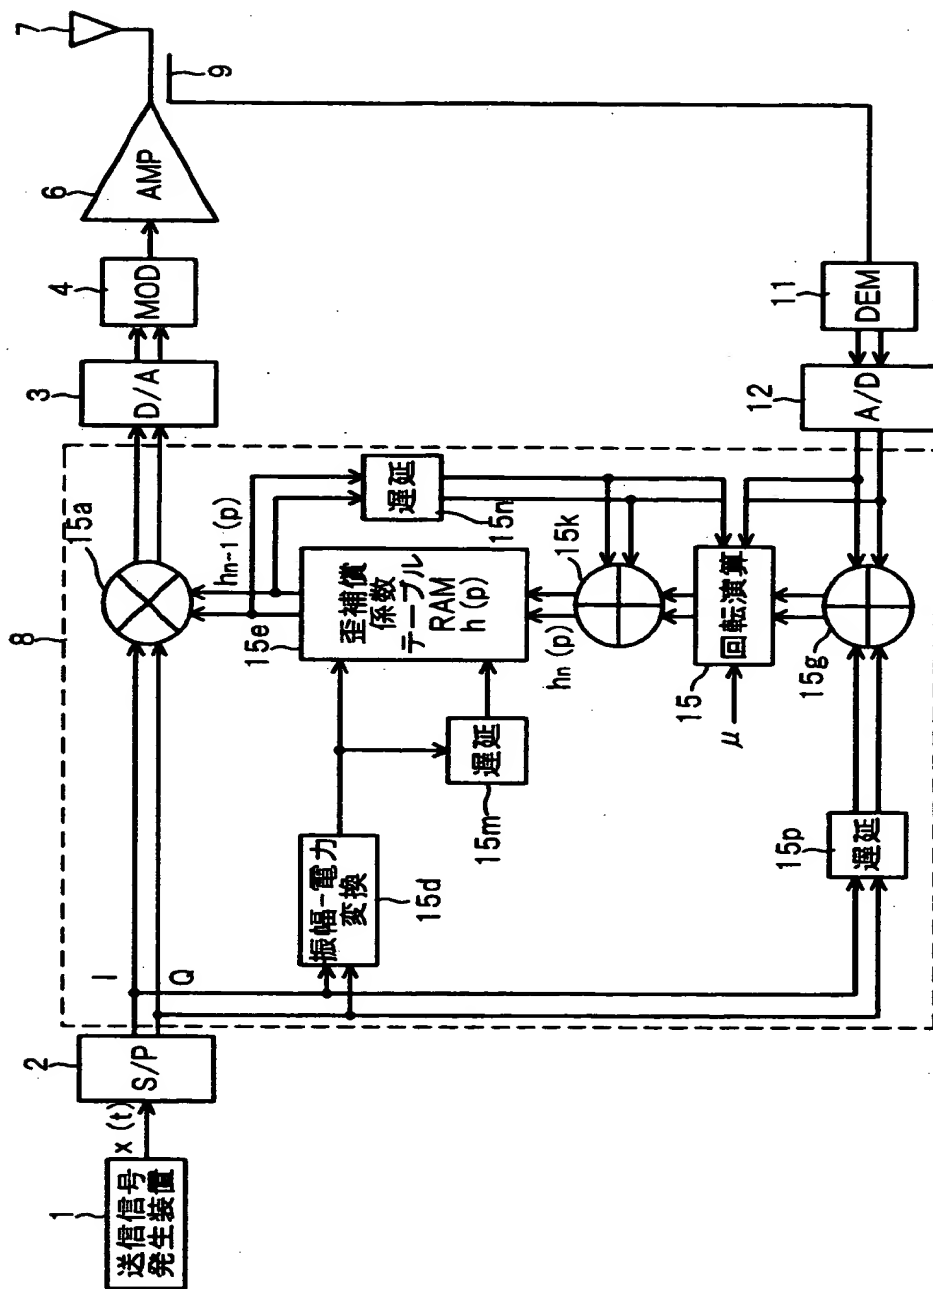 1
送信信号
発生装置
x (t)
2
S/P
I
Q
8
15a
3
D/A
4
MOD
6
AMP
7
9
hn-1 (p)
遅延
15n
15e
歪補償
係数
テーブル
RAM
h (p)
振幅-電力
変換
15d
遅延
15m
hn (p)
15k
回転演算
15
μ
15g
遅延
15p
12
A/D
11
DEM